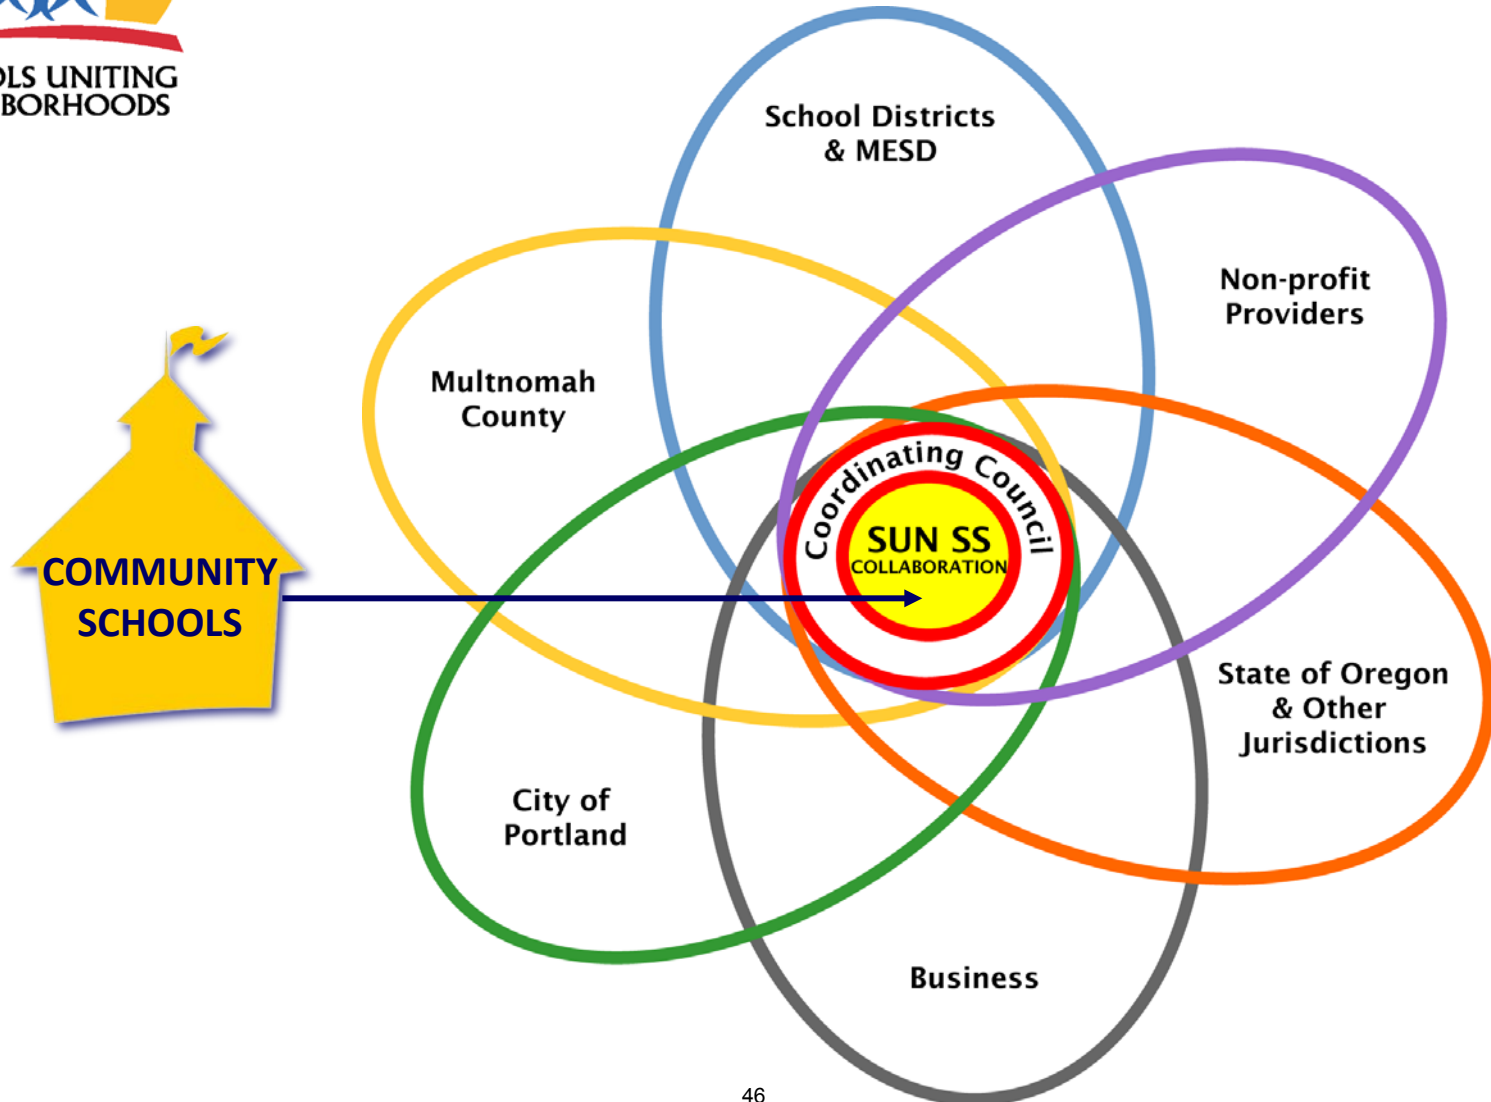 OLS UNITING
BORHOODS
School Districts
& MESD
Non-profit
Providers
Multnomah
County
Coordinating Council
SUN SS
COLLABORATION
COMMUNITY
SCHOOLS
State of Oregon
& Other
Jurisdictions
City of
Portland
Business
46